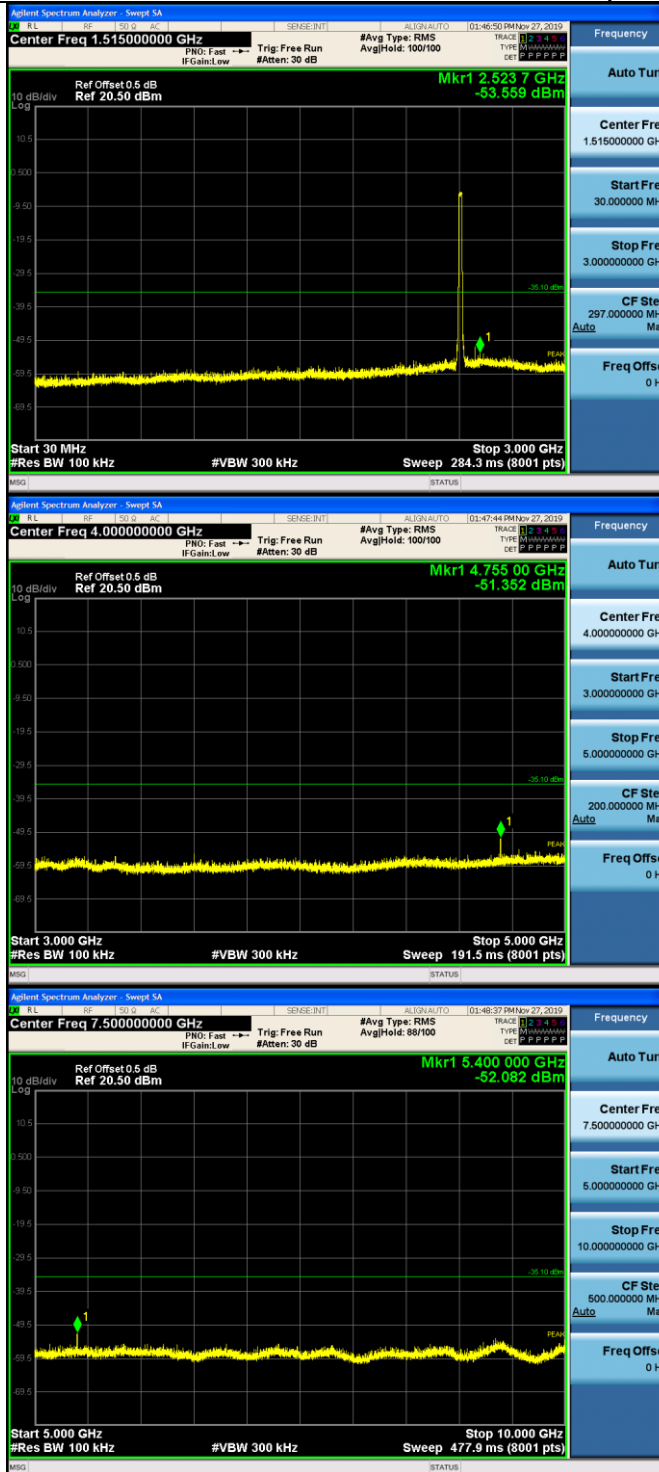 Agilent Spectrum Analyzer - Swept SA
RL RF 50 Ω AC SENSE:INT ALIGNAUTO 01:46:50 PM Nov 27, 2019
Center Freq 1.515000000 GHz #Avg Type: RMS TRACE 1 2 3 4 5 6
PNO: Fast Trig: Free Run Avg|Hold: 100/100 TYPE M
IFGain:Low #Atten: 30 dB DET P P P P P P
Mkr1 2.523 7 GHz
Ref Offset 0.5 dB
10 dB/div Ref 20.50 dBm -53.559 dBm
Log
10.5
0.500
-9.50
-19.5
-29.5
-35.10 dBm
-39.5
-49.5
1
PEAK
-59.5
-69.5
Start 30 MHz Stop 3.000 GHz
#Res BW 100 kHz #VBW 300 kHz Sweep 284.3 ms (8001 pts)
MSG STATUS
Frequency
Auto Tun
Center Fre
1.515000000 GH
Start Fre
30.000000 MH
Stop Fre
3.000000000 GH
CF Ste
297.000000 MH
Auto Ma
Freq Offse
0 H
Agilent Spectrum Analyzer - Swept SA
RL RF 50 Ω AC SENSE:INT ALIGNAUTO 01:47:44 PM Nov 27, 2019
Center Freq 4.000000000 GHz #Avg Type: RMS TRACE 1 2 3 4 5 6
PNO: Fast Trig: Free Run Avg|Hold: 100/100 TYPE M
IFGain:Low #Atten: 30 dB DET P P P P P P
Mkr1 4.755 00 GHz
Ref Offset 0.5 dB
10 dB/div Ref 20.50 dBm -51.352 dBm
Log
10.5
0.500
-9.50
-19.5
-29.5
-35.10 dBm
-39.5
-49.5
1
PEAK
-59.5
-69.5
Start 3.000 GHz Stop 5.000 GHz
#Res BW 100 kHz #VBW 300 kHz Sweep 191.5 ms (8001 pts)
MSG STATUS
Frequency
Auto Tun
Center Fre
4.000000000 GH
Start Fre
3.000000000 GH
Stop Fre
5.000000000 GH
CF Ste
200.000000 MH
Auto Ma
Freq Offse
0 H
Agilent Spectrum Analyzer - Swept SA
RL RF 50 Ω AC SENSE:INT ALIGNAUTO 01:48:37 PM Nov 27, 2019
Center Freq 7.500000000 GHz #Avg Type: RMS TRACE 1 2 3 4 5 6
PNO: Fast Trig: Free Run Avg|Hold: 88/100 TYPE M
IFGain:Low #Atten: 30 dB DET P P P P P P
Mkr1 5.400 000 GHz
Ref Offset 0.5 dB
10 dB/div Ref 20.50 dBm -52.082 dBm
Log
10.5
0.500
-9.50
-19.5
-29.5
-35.10 dBm
-39.5
-49.5
1
PEAK
-59.5
-69.5
Start 5.000 GHz Stop 10.000 GHz
#Res BW 100 kHz #VBW 300 kHz Sweep 477.9 ms (8001 pts)
MSG STATUS
Frequency
Auto Tun
Center Fre
7.500000000 GH
Start Fre
5.000000000 GH
Stop Fre
10.000000000 GH
CF Ste
500.000000 MH
Auto Ma
Freq Offse
0 H